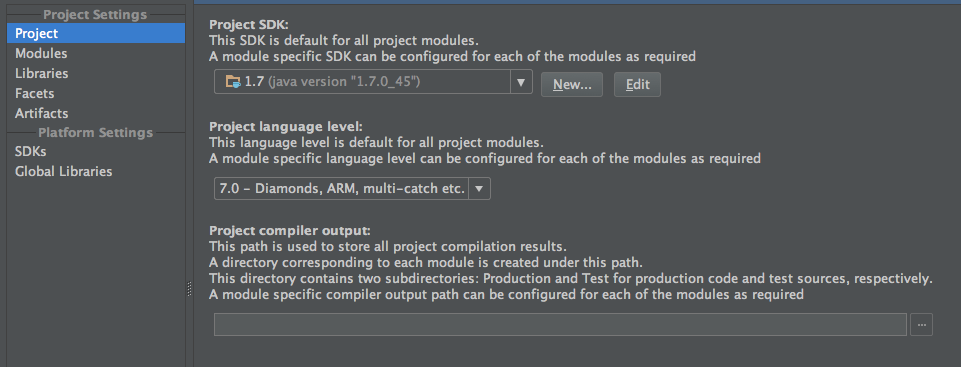 Project Settings
Project
Modules
Libraries
Facets
Artifacts
Platform Settings
SDKs
Global Libraries
Project SDK:
This SDK is default for all project modules.
A module specific SDK can be configured for each of the modules as required
1.7 (java version "1.7.0_45")
New...
Edit
Project language level:
This language level is default for all project modules.
A module specific language level can be configured for each of the modules as required
7.0 – Diamonds, ARM, multi-catch etc.
Project compiler output:
This path is used to store all project compilation results.
A directory corresponding to each module is created under this path.
This directory contains two subdirectories: Production and Test for production code and test sources, respectively.
A module specific compiler output path can be configured for each of the modules as required
...